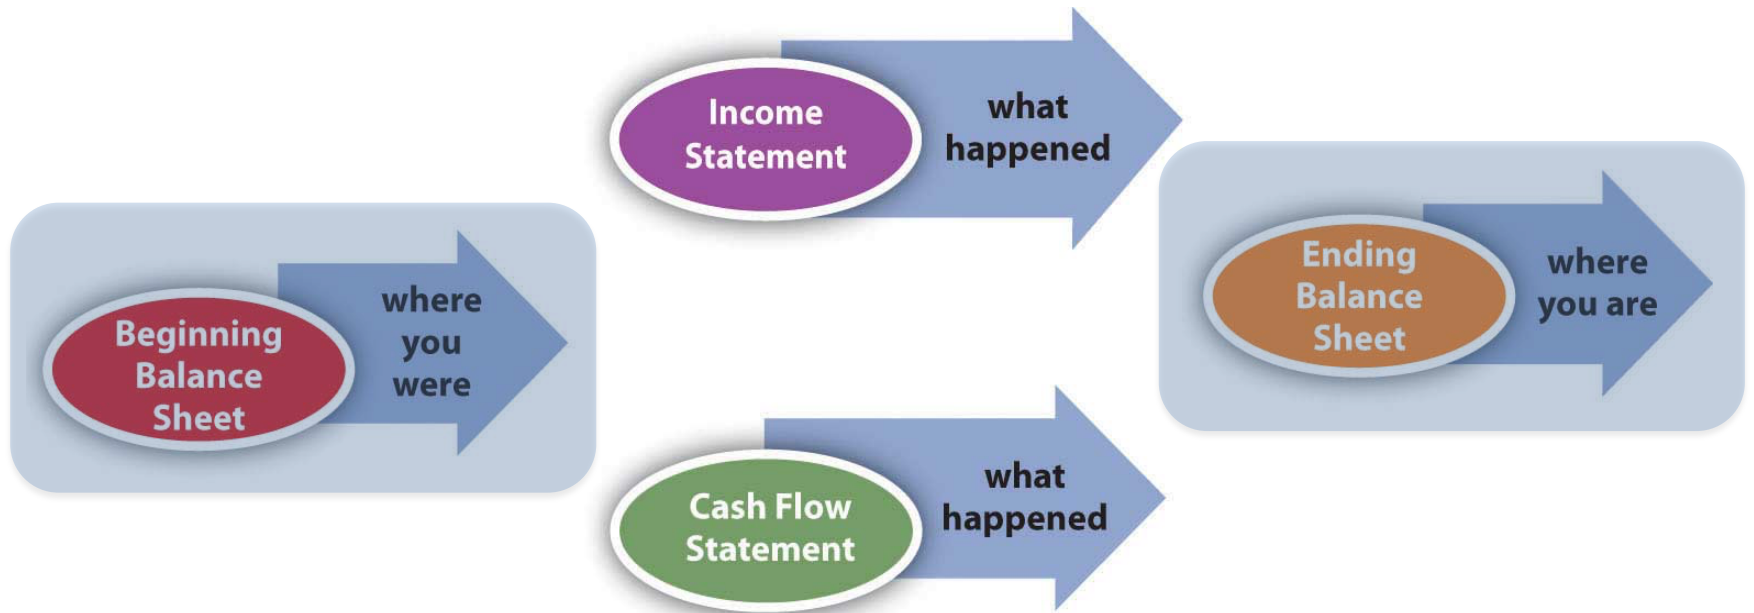 Beginning
Balance
Sheet
where
you
were
Income
Statement
what
happened
Cash Flow
Statement
what
happened
Ending
Balance
Sheet
where
you are